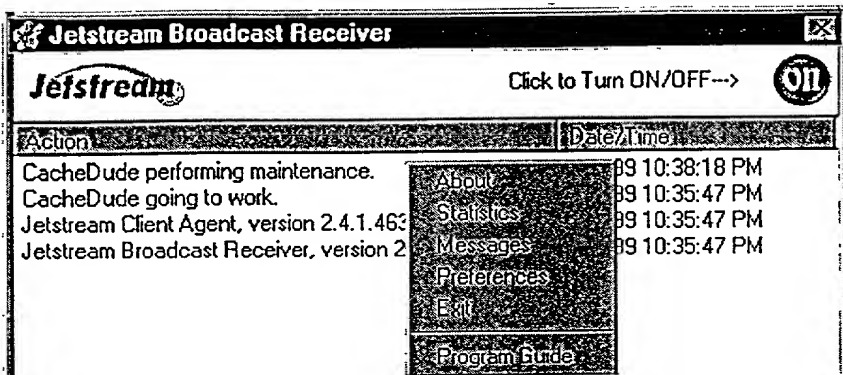 Jetstream Broadcast Receiver
Jetstream
Click to Turn ON/OFF--->
on
Action Date/Time
CacheDude performing maintenance. 10:38:18 PM
CacheDude going to work. 10:35:47 PM
Jetstream Client Agent, version 2.4.1.463 10:35:47 PM
Jetstream Broadcast Receiver, version 2 10:35:47 PM
About
Statistics
Messages
Preferences
Exit
Program Guide